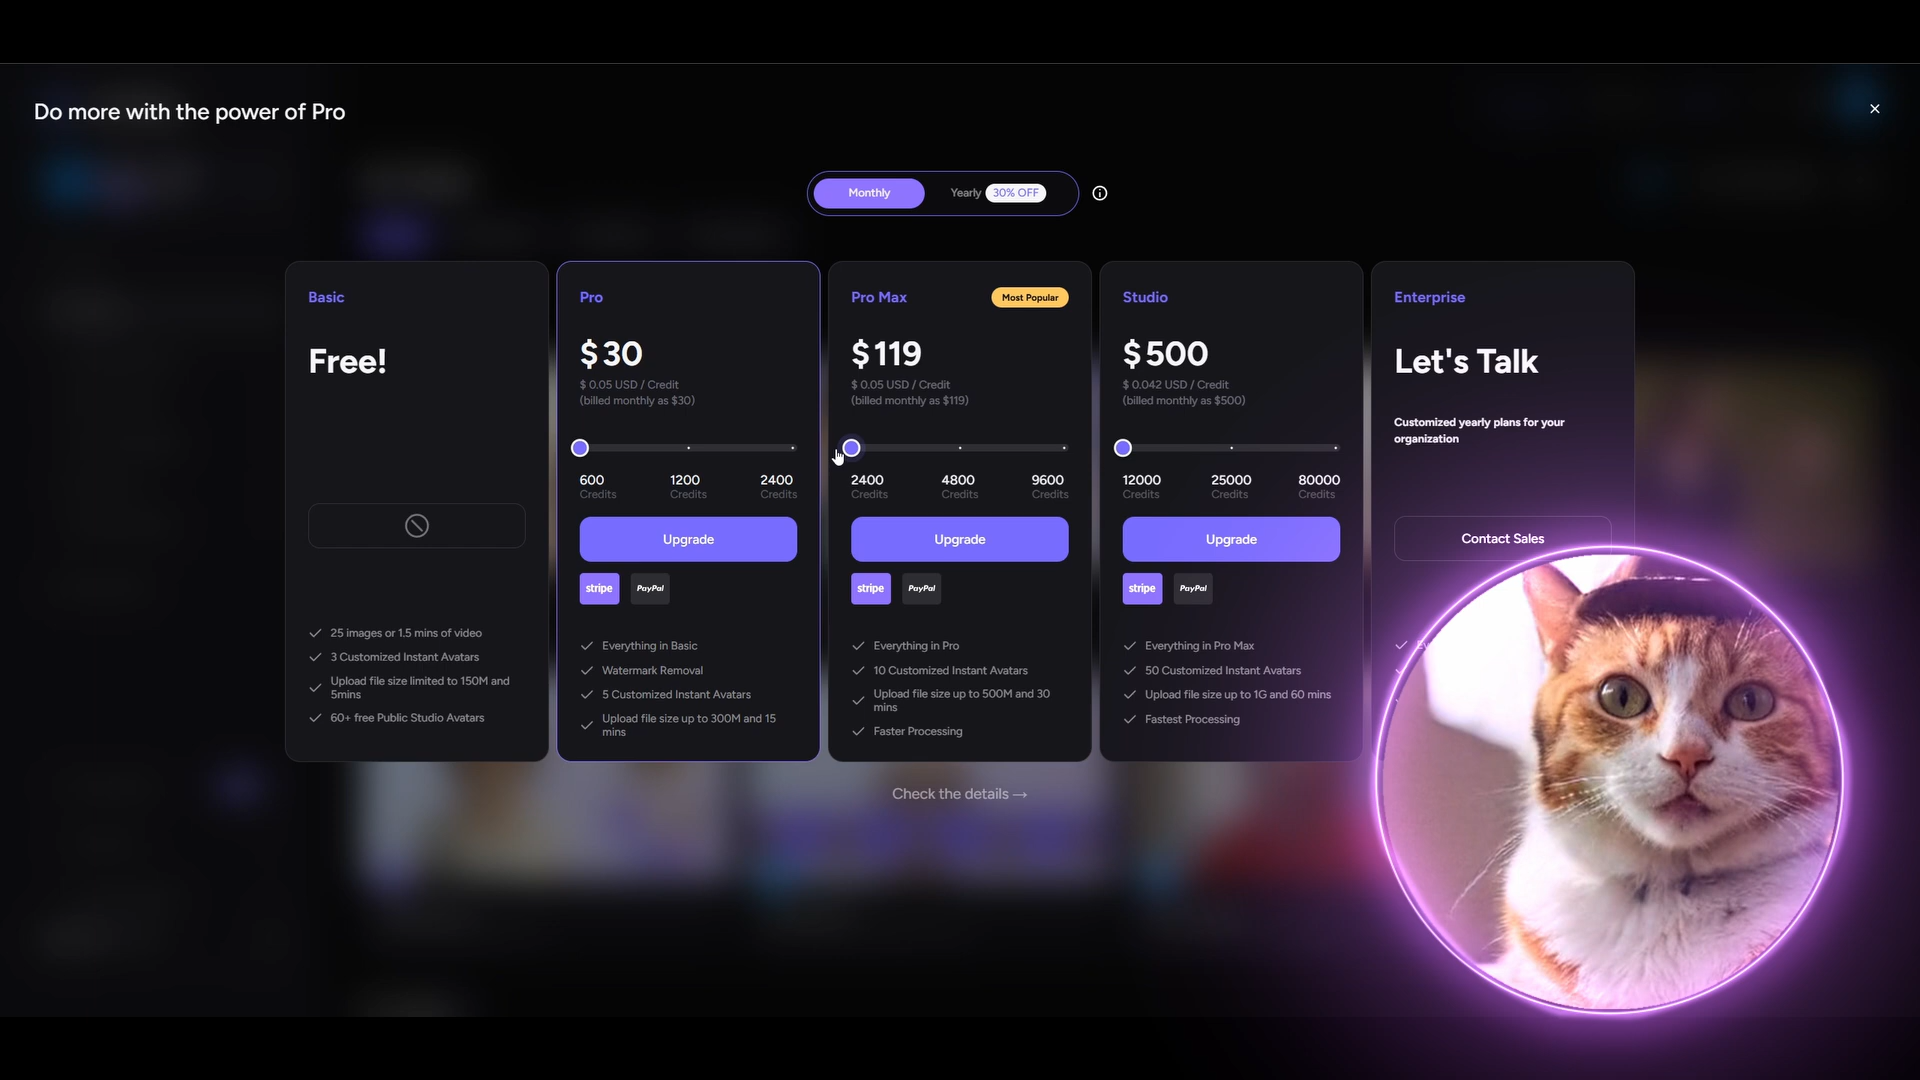 Do more with the power of Pro
Monthly
Yearly 30% OFF
Basic
Free!
25 images or 1.5 mins of video
3 Customized Instant Avatars
Upload file size limited to 150M and
5mins
60+ free Public Studio Avatars
Pro
$ 30
$ 0.05 USD / Credit
(billed monthly as $30)
600 1200 2400
Credits Credits Credits
Upgrade
stripe PayPal
Everything in Basic
Watermark Removal
5 Customized Instant Avatars
Upload file size up to 300M and 15
mins
Pro Max Most Popular
$ 119
$ 0.05 USD / Credit
(billed monthly as $119)
2400 4800 9600
Credits Credits Credits
Upgrade
stripe PayPal
Everything in Pro
10 Customized Instant Avatars
Upload file size up to 500M and 30
mins
Faster Processing
Studio
$ 500
$ 0.042 USD / Credit
(billed monthly as $500)
12000 25000 80000
Credits Credits Credits
Upgrade
stripe PayPal
Everything in Pro Max
50 Customized Instant Avatars
Upload file size up to 1G and 60 mins
Fastest Processing
Enterprise
Let's Talk
Customized yearly plans for your
organization
Contact Sales
Check the details →